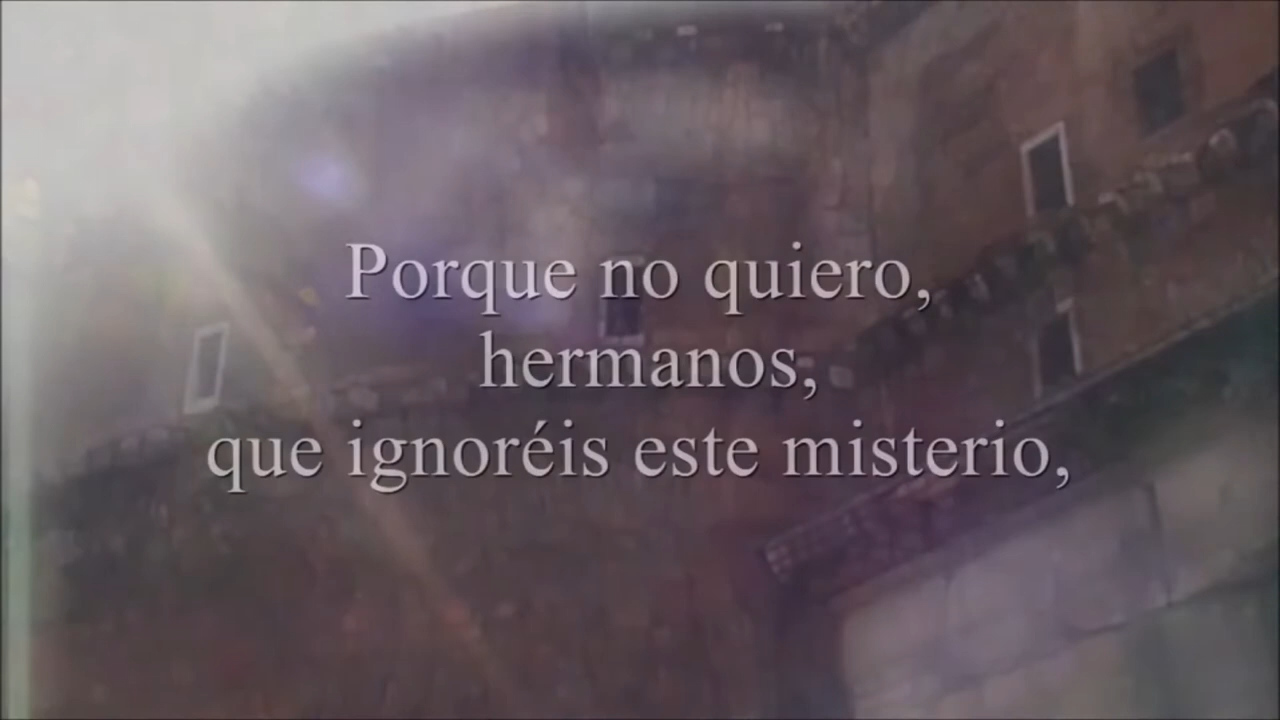 Porque no quiero,
hermanos,
que ignoréis este misterio,